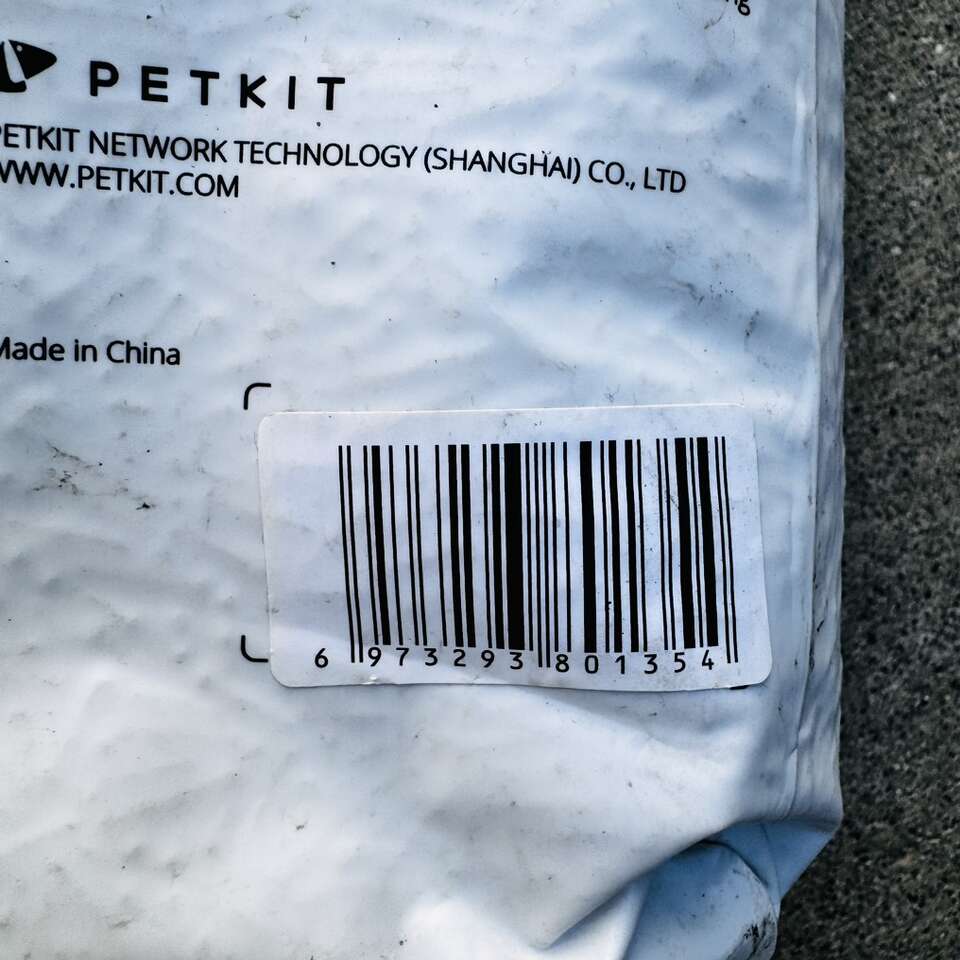 PETKIT
PETKIT NETWORK TECHNOLOGY (SHANGHAI) CO., LTD
WWW.PETKIT.COM
Made in China
6 973293 801354